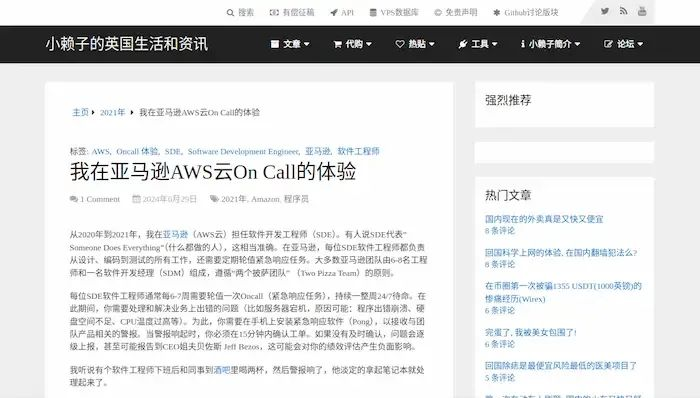 搜索 有偿征稿 API VPS数据库 免责声明 Github讨论版块
小赖子的英国生活和资讯 文章 代购 热贴 工具 小赖子简介 论坛
主页 2021年 我在亚马逊AWS云On Call的体验
标签: AWS, Oncall 体验, SDE, Software Development Engineer, 亚马逊, 软件工程师
我在亚马逊AWS云On Call的体验
1 Comment 2024年6月29日 2021年, Amazon, 程序员
从2020年到2021年，我在亚马逊（AWS云）担任软件开发工程师（SDE）。有人说SDE代表“
Someone Does Everything”（什么都做的人），这相当准确。在亚马逊，每位SDE软件工程师都负责
从设计、编码到测试的所有工作，还需要定期轮值紧急响应任务。大多数亚马逊团队由6-8名工程
师和一名软件开发经理（SDM）组成，遵循“两个披萨团队” （Two Pizza Team）的原则。
每位SDE软件工程师通常每6-7周需要轮值一次Oncall（紧急响应任务），持续一整周24/7待命。在
此期间，你需要处理和解决业务上出错的问题（比如服务器宕机，原因可能：程序出错崩溃、硬
盘空间不足、CPU温度过高等）。为此，你需要在手机上安装紧急响应软件（Pong），以接收与团
队产品相关的警报。当警报响起时，你必须在15分钟内确认工单。如果没有及时确认，问题会逐
级上报，甚至可能报告到CEO姐夫贝佐斯 Jeff Bezos，这可能会对你的绩效评估产生负面影响。
我听说有个软件工程师下班后和同事到酒吧里喝两杯，然后警报响了，他淡定的拿起笔记本就处
理起来了。
强烈推荐
热门文章
国内现在的外卖真是又快又便宜
8 条评论
回国科学上网的体验, 在国内翻墙犯法么?
8 条评论
在币圈第一次被骗1355 USDT(1000英镑)的
惨痛经历(Wirex)
6 条评论
完蛋了, 我被美女包围了!
6 条评论
回国除痣是最便宜风险最低的医美项目了
5 条评论